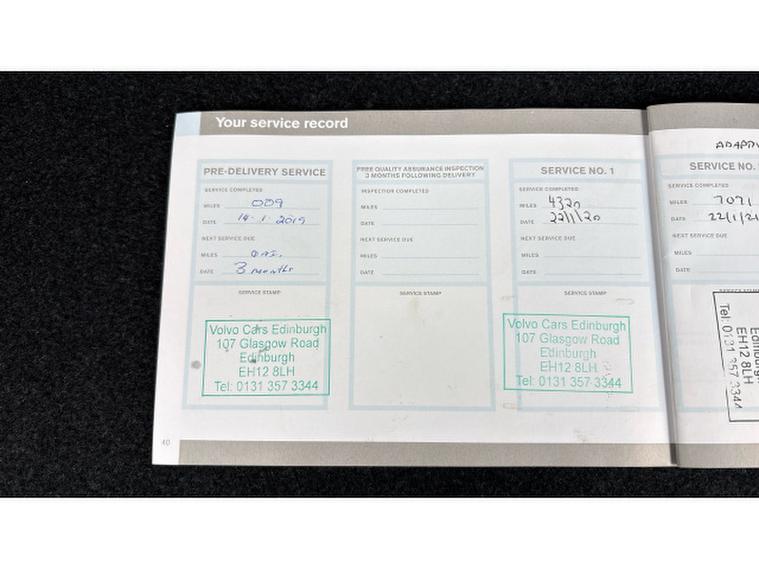 Your service record
PRE-DELIVERY SERVICE
SERVICE COMPLETED
MILES 009
DATE 14.1.2019
NEXT SERVICE DUE
MILES
DATE 3 months
SERVICE STAMP
Volvo Cars Edinburgh
107 Glasgow Road
Edinburgh
EH12 8LH
Tel: 0131 357 3344
FREE QUALITY ASSURANCE INSPECTION
3 MONTHS FOLLOWING DELIVERY
INSPECTION COMPLETED
MILES
DATE
NEXT SERVICE DUE
MILES
DATE
SERVICE STAMP
SERVICE NO. 1
SERVICE COMPLETED
MILES 4320
DATE 22/1/20
NEXT SERVICE DUE
MILES
DATE
SERVICE STAMP
Volvo Cars Edinburgh
107 Glasgow Road
Edinburgh
EH12 8LH
Tel: 0131 357 3344
SERVICE NO.
SERVICE COMPLETED
MILES 7071
DATE 22/1/21
NEXT SERVICE DUE
MILES
DATE
Edinburgh
EH12 8LH
Tel: 0131 357 3344
40